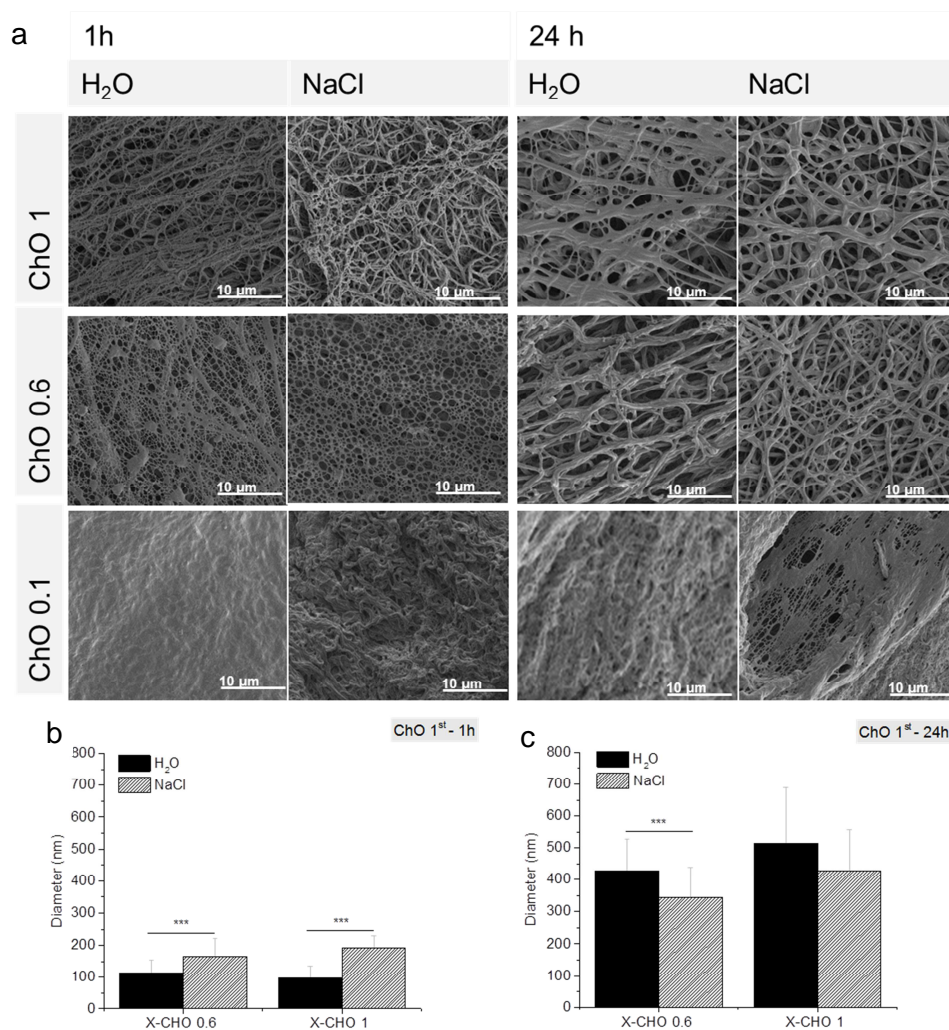 a
1h 24 h
H₂O NaCl H₂O NaCl
ChO 1
10 µm 10 µm 10 µm 10 µm
ChO 0.6
10 µm 10 µm 10 µm 10 µm
ChO 0.1
10 µm 10 µm 10 µm 10 µm
b
ChO 1st - 1h
H₂O
NaCl
Diameter (nm)
800
700
600
500
400
300
200
100
0
***
***
X-CHO 0.6 X-CHO 1
c
ChO 1st - 24h
H₂O
NaCl
Diameter (nm)
800
700
600
500
400
300
200
100
0
***
X-CHO 0.6 X-CHO 1